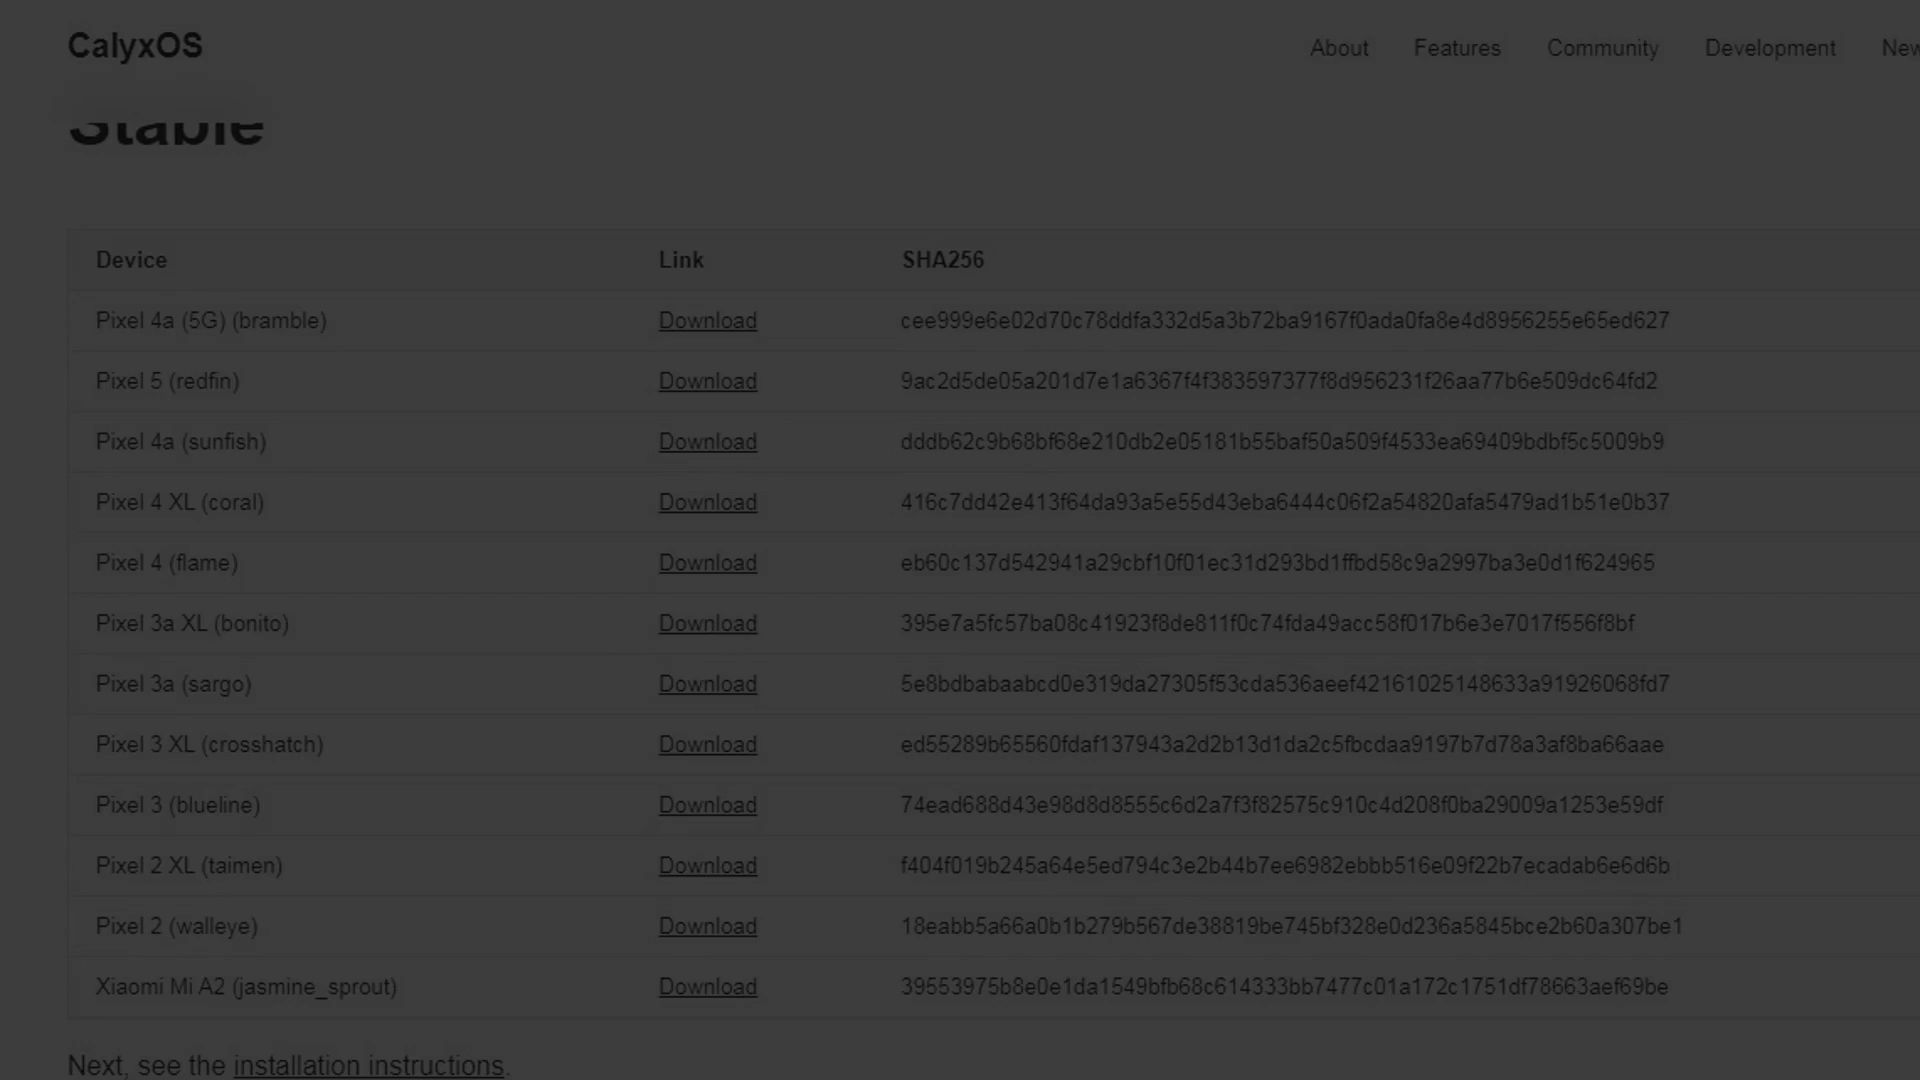 CalyxOS About Features Community Development New
Stable
Device Link SHA256
Pixel 4a (5G) (bramble) Download cee999e6e02d70c78ddfa332d5a3b72ba9167f0ada0fa8e4d8956255e65ed627
Pixel 5 (redfin) Download 9ac2d5de05a201d7e1a6367f4f383597377f8d956231f26aa77b6e509dc64fd2
Pixel 4a (sunfish) Download dddb62c9b68bf68e210db2e05181b55baf50a509f4533ea69409bdbf5c5009b9
Pixel 4 XL (coral) Download 416c7dd42e413f64da93a5e55d43eba6444c06f2a54820afa5479ad1b51e0b37
Pixel 4 (flame) Download eb60c137d542941a29cbf10f01ec31d293bd1ffbd58c9a2997ba3e0d1f624965
Pixel 3a XL (bonito) Download 395e7a5fc57ba08c41923f8de811f0c74fda49acc58f017b6e3e7017f556f8bf
Pixel 3a (sargo) Download 5e8bdbabaabcd0e319da27305f53cda536aeef42161025148633a91926068fd7
Pixel 3 XL (crosshatch) Download ed55289b65560fdaf137943a2d2b13d1da2c5fbcdaa9197b7d78a3af8ba66aae
Pixel 3 (blueline) Download 74ead688d43e98d8d8555c6d2a7f3f82575c910c4d208f0ba29009a1253e59df
Pixel 2 XL (taimen) Download f404f019b245a64e5ed794c3e2b44b7ee6982ebbb516e09f22b7ecadab6e6d6b
Pixel 2 (walleye) Download 18eabb5a66a0b1b279b567de38819be745bf328e0d236a5845bce2b60a307be1
Xiaomi Mi A2 (jasmine_sprout) Download 39553975b8e0e1da1549bfb68c614333bb7477c01a172c1751df78663aef69be
Next, see the installation instructions.